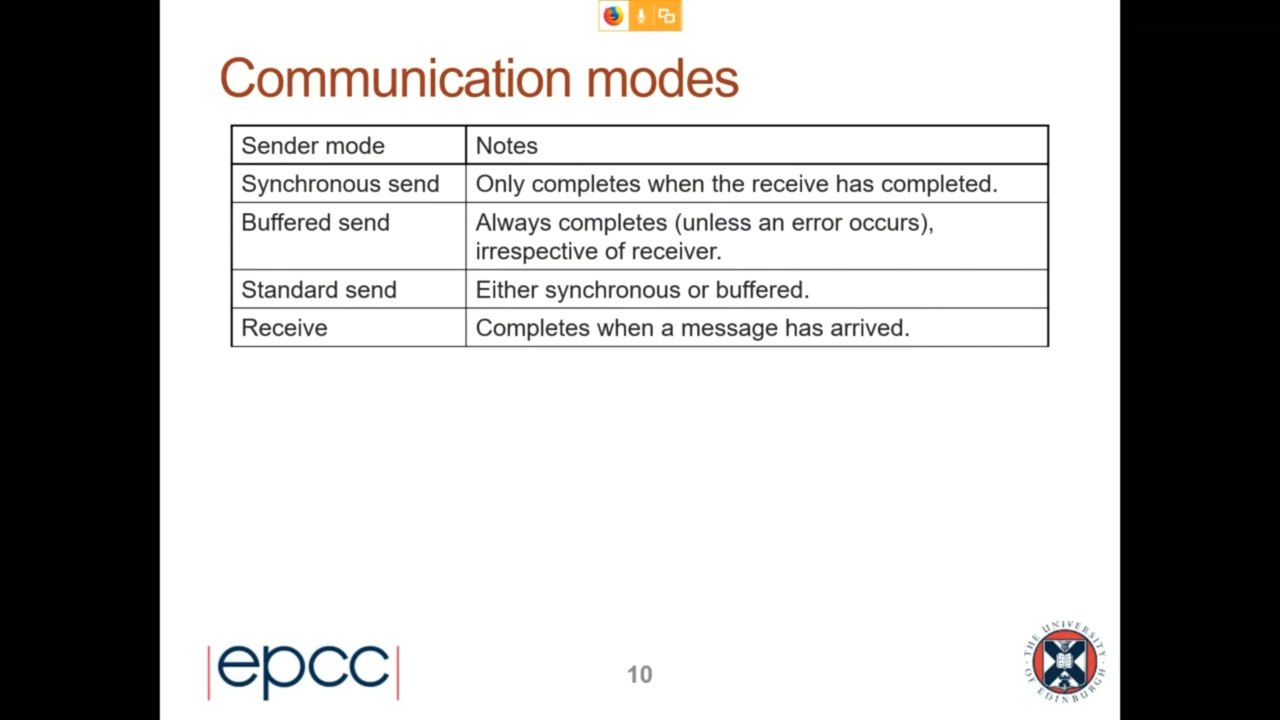 Communication modes
Sender mode
Notes
Synchronous send
Only completes when the receive has completed.
Buffered send
Always completes (unless an error occurs),
irrespective of receiver.
Standard send
Either synchronous or buffered.
Receive
Completes when a message has arrived.
|epcc|
10
THE UNIVERSITY
OF EDINBURGH